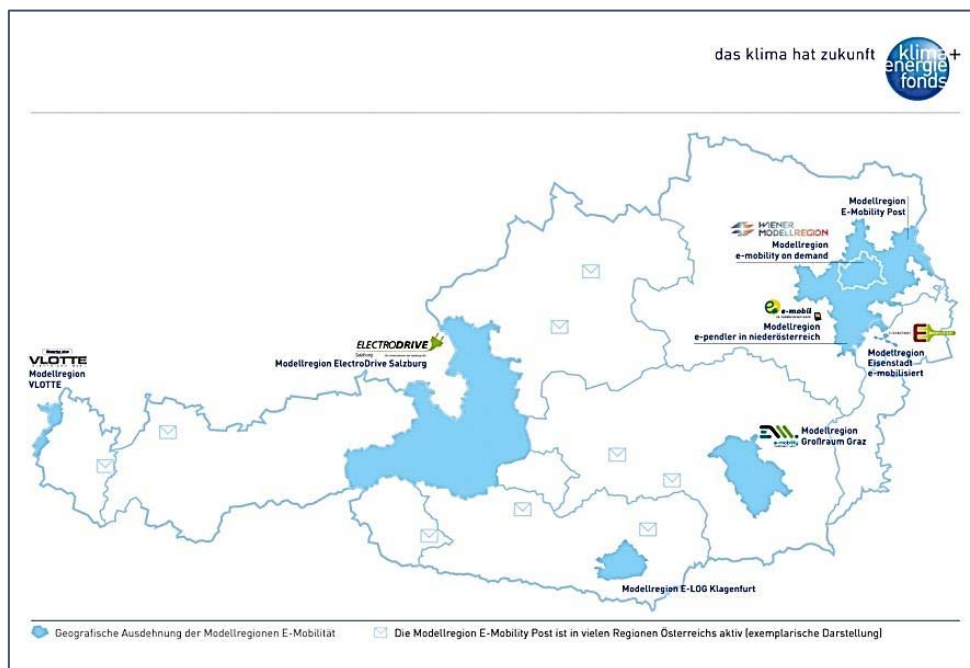 das klima hat zukunft
klima+
energie
fonds
Modellregion
E-Mobility Post
WIENER
MODELLREGION
Modellregion
e-mobility on demand
e-mobil
in niederösterreich
Modellregion
e-pendler in niederösterreich
Modellregion
Eisenstadt
e-mobilisiert
ELECTRODRIVE
Salzburg
Modellregion ElectroDrive Salzburg
VLOTTE
Modellregion
VLOTTE
e-mobility
Modellregion
Großraum Graz
Modellregion E-LOG Klagenfurt
Geografische Ausdehnung der Modellregionen E-Mobilität
Die Modellregion E-Mobility Post ist in vielen Regionen Österreichs aktiv (exemplarische Darstellung)